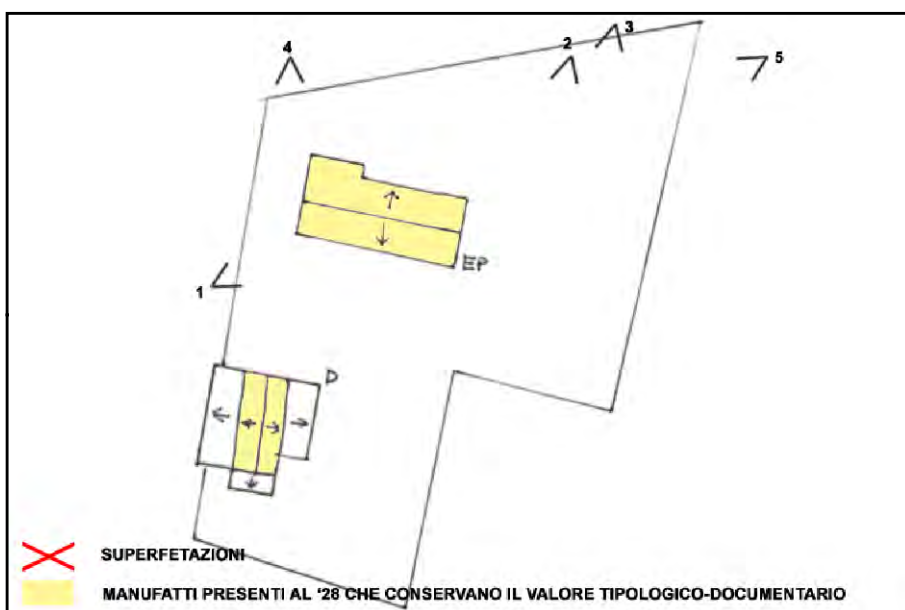 4
2
3
5
EP
1
D
SUPERFETAZIONI
MANUFATTI PRESENTI AL '28 CHE CONSERVANO IL VALORE TIPOLOGICO-DOCUMENTARIO